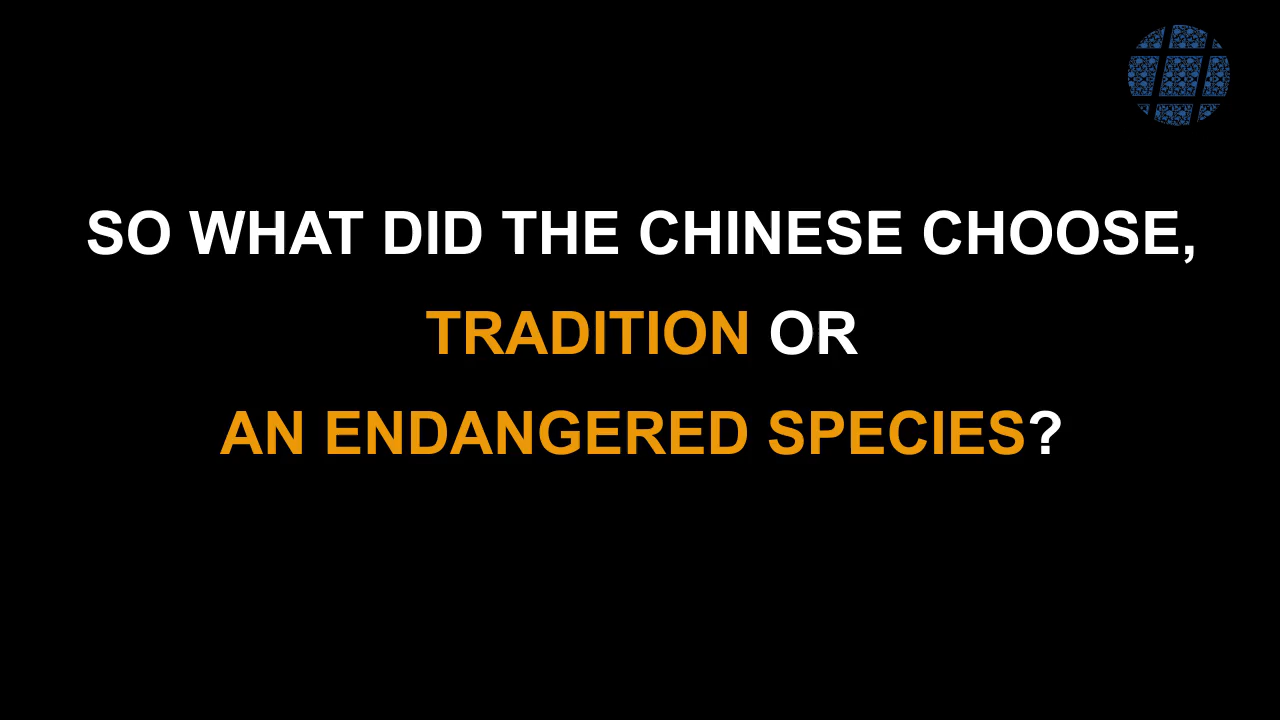 SO WHAT DID THE CHINESE CHOOSE,
TRADITION OR
AN ENDANGERED SPECIES?